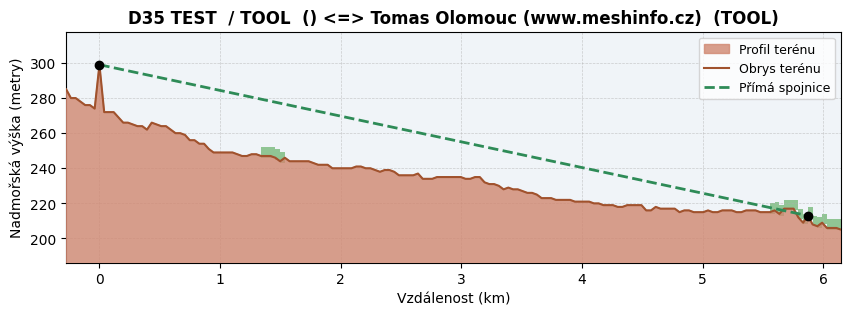 D35 TEST  / TOOL  () <=> Tomas Olomouc (www.meshinfo.cz)  (TOOL)
Profil terénu
Obrys terénu
Přímá spojnice
Nadmořská výška (metry)
300
280
260
240
220
200
0 1 2 3 4 5 6
Vzdálenost (km)